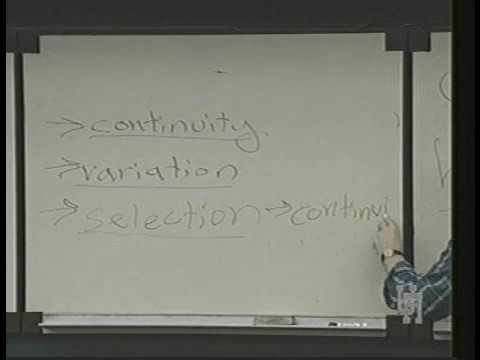 → continuity
→ variation
→ selection → continui